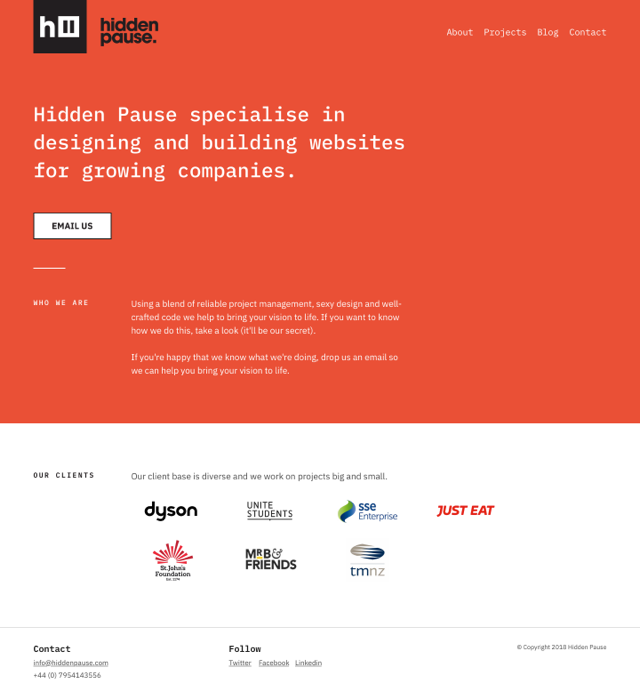 hidden
pause.
About Projects Blog Contact
Hidden Pause specialise in
designing and building websites
for growing companies.
EMAIL US
WHO WE ARE
Using a blend of reliable project management, sexy design and well-
crafted code we help to bring your vision to life. If you want to know
how we do this, take a look (it'll be our secret).
If you're happy that we know what we're doing, drop us an email so
we can help you bring your vision to life.
OUR CLIENTS
Our client base is diverse and we work on projects big and small.
dyson
UNITE
STUDENTS
sse
Enterprise
JUST EAT
St.John's
Foundation
Est. 1174
MRB&
FRIENDS
tmnz
Contact
info@hiddenpause.com
+44 (0) 7954143556
Follow
Twitter Facebook Linkedin
© Copyright 2018 Hidden Pause